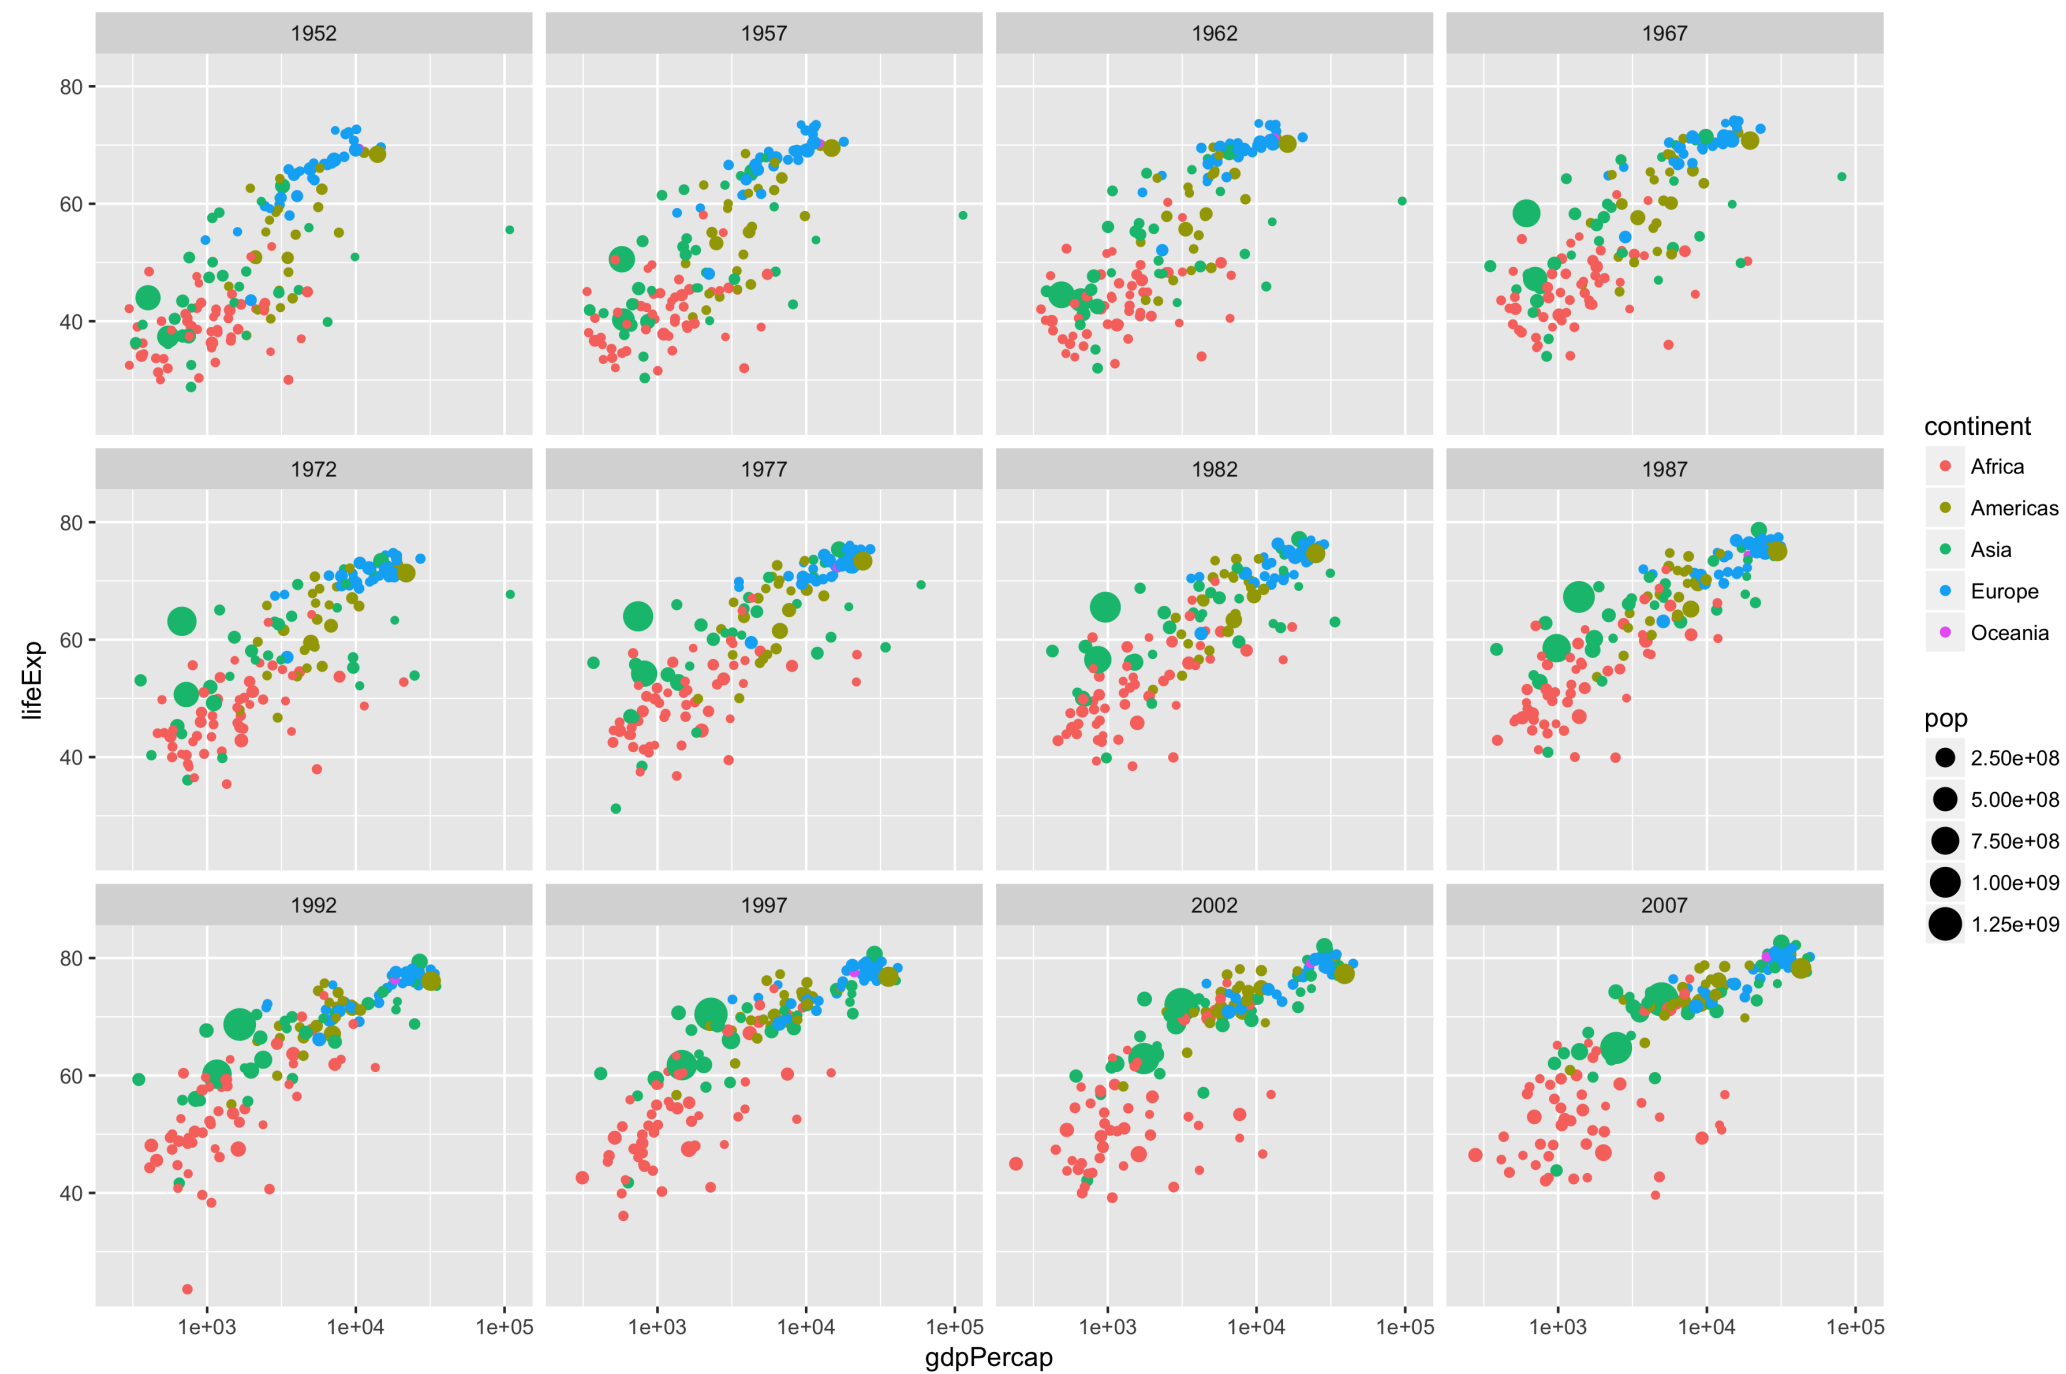 1952 1957 1962 1967
80
60
40
1972 1977 1982 1987
80
60
40
1992 1997 2002 2007
80
60
40
1e+03 1e+04 1e+05 1e+03 1e+04 1e+05 1e+03 1e+04 1e+05 1e+03 1e+04 1e+05
gdpPercap
lifeExp
continent
Africa
Americas
Asia
Europe
Oceania
pop
2.50e+08
5.00e+08
7.50e+08
1.00e+09
1.25e+09